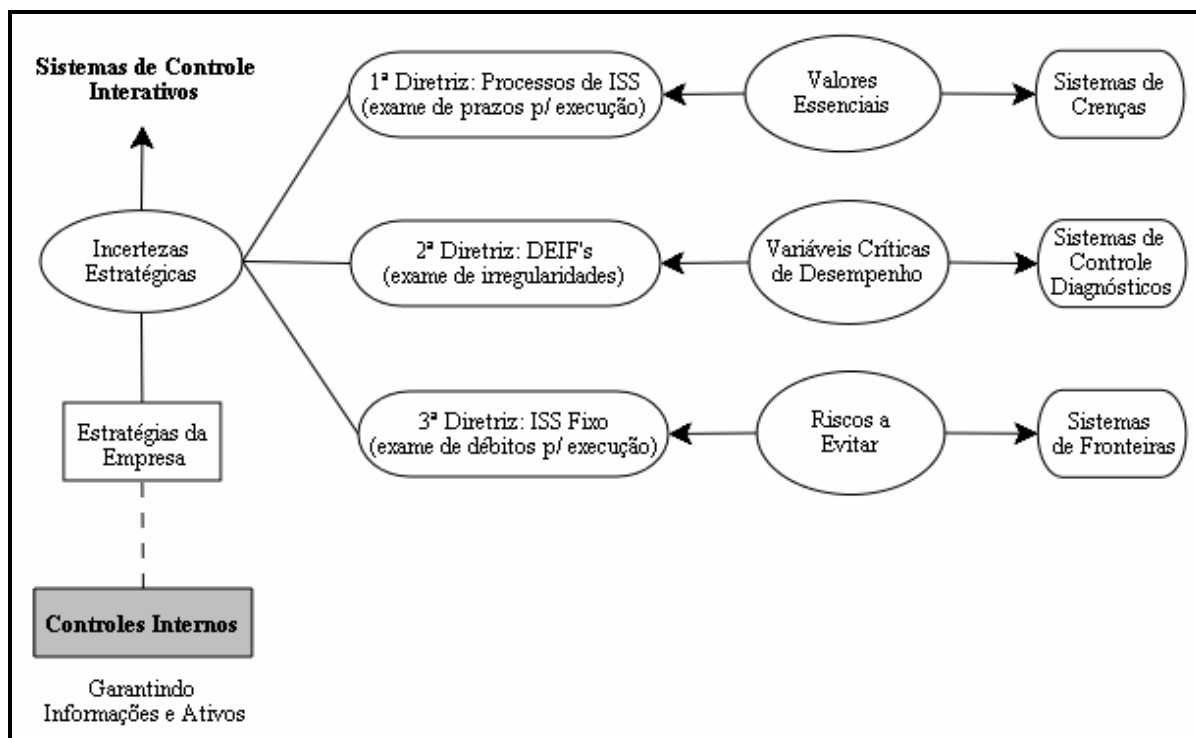 Sistemas de Controle
Interativos
1ª Diretriz: Processos de ISS
(exame de prazos p/ execução)
Valores
Essenciais
Sistemas de
Crenças
Incertezas
Estratégicas
2ª Diretriz: DEIF's
(exame de irregularidades)
Variáveis Críticas
de Desempenho
Sistemas de
Controle
Diagnósticos
3ª Diretriz: ISS Fixo
(exame de débitos p/ execução)
Riscos a
Evitar
Sistemas
de Fronteiras
Estratégias da
Empresa
Controles Internos
Garantindo
Informações e Ativos